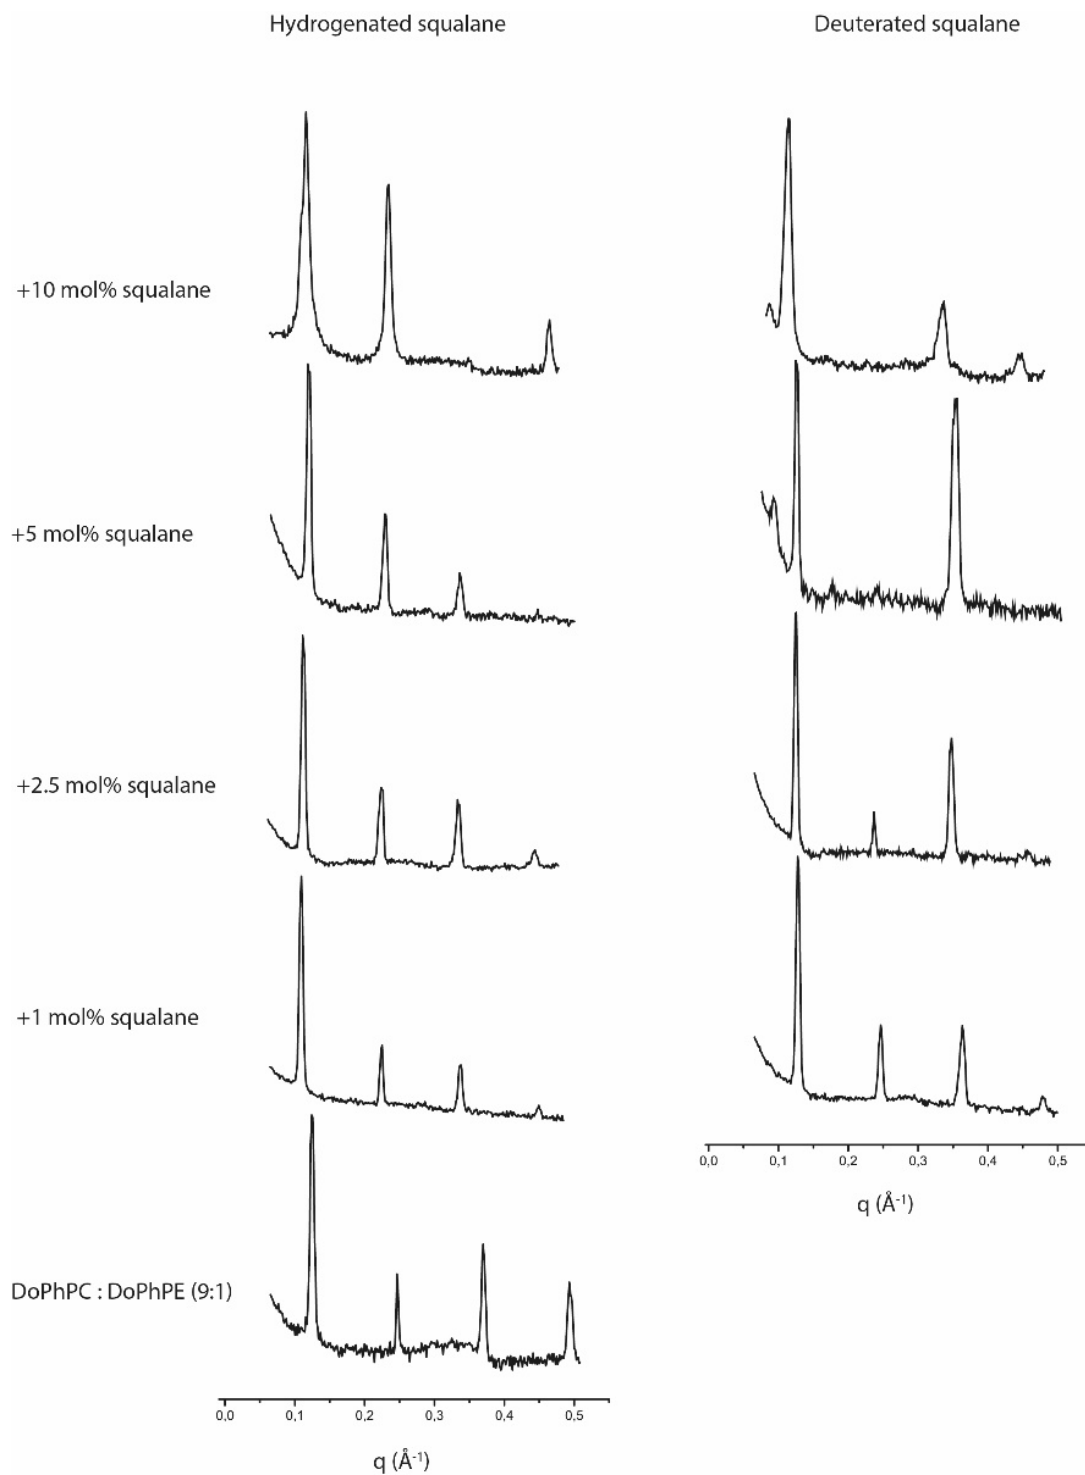 Hydrogenated squalane Deuterated squalane
+10 mol% squalane
+5 mol% squalane
+2.5 mol% squalane
+1 mol% squalane
0,0 0,1 0,2 0,3 0,4 0,5
q (Å⁻¹)
DoPhPC : DoPhPE (9:1)
0,0 0,1 0,2 0,3 0,4 0,5
q (Å⁻¹)